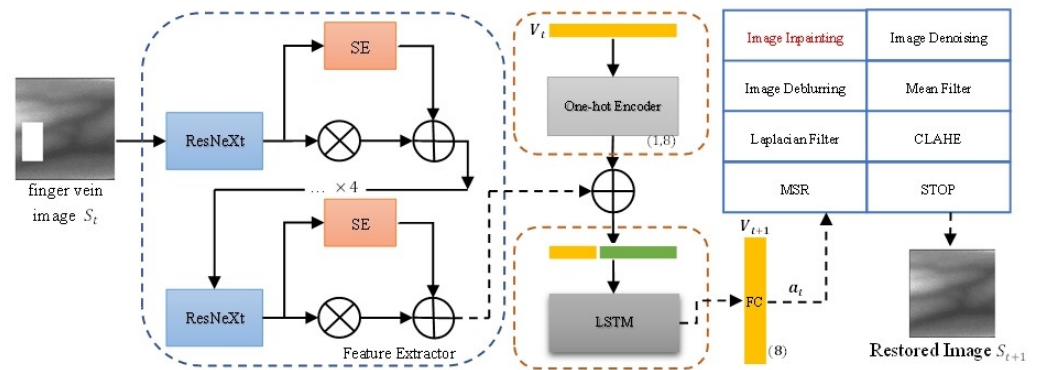 SE
ResNeXt
finger vein
image S_t
... × 4
SE
ResNeXt
Feature Extractor
V_t
One-hot Encoder
(1,8)
LSTM
V_{t+1}
FC
(8)
a_t
Image Inpainting
Image Denoising
Image Deblurring
Mean Filter
Laplacian Filter
CLAHE
MSR
STOP
Restored Image S_{t+1}